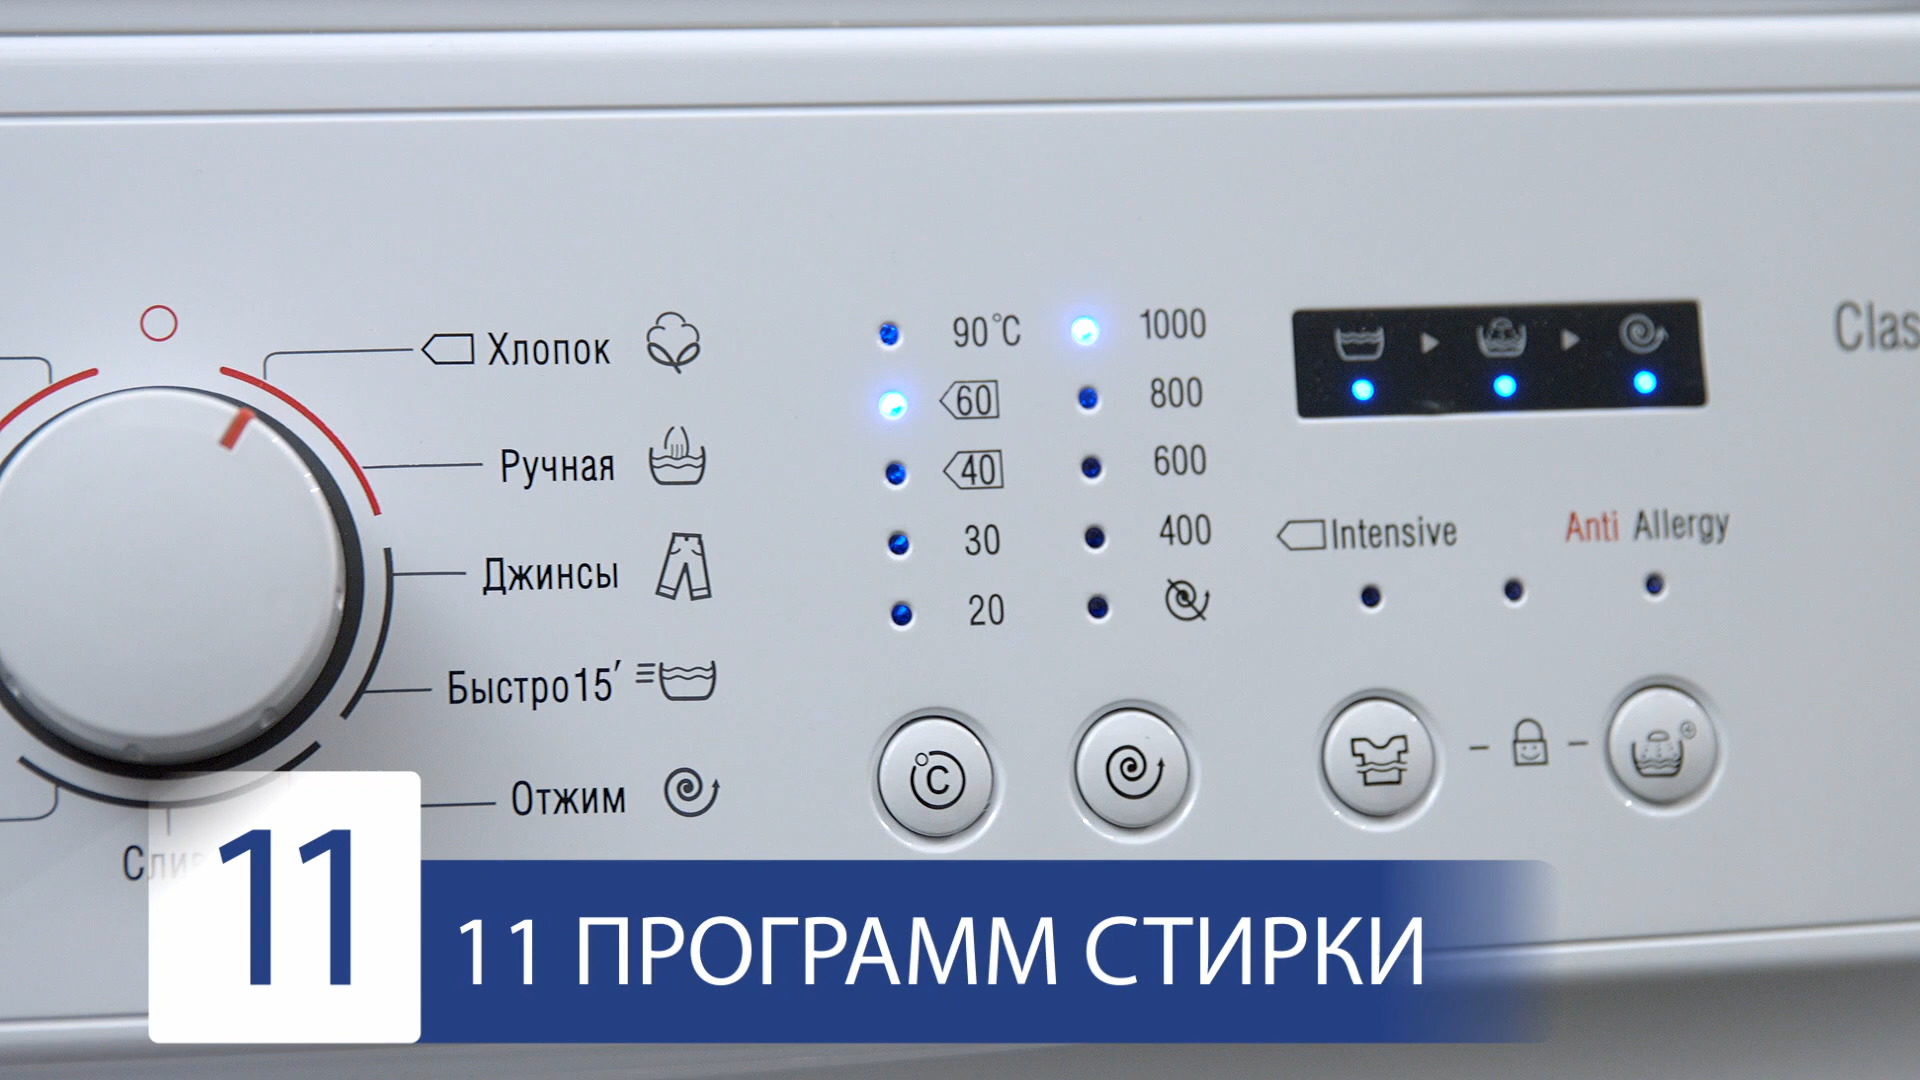 Хлопок
Ручная
Джинсы
Быстро15′
Отжим
90°C
60
40
30
20
1000
800
600
400
Intensive
Anti Allergy
°C
11
11 ПРОГРАММ СТИРКИ